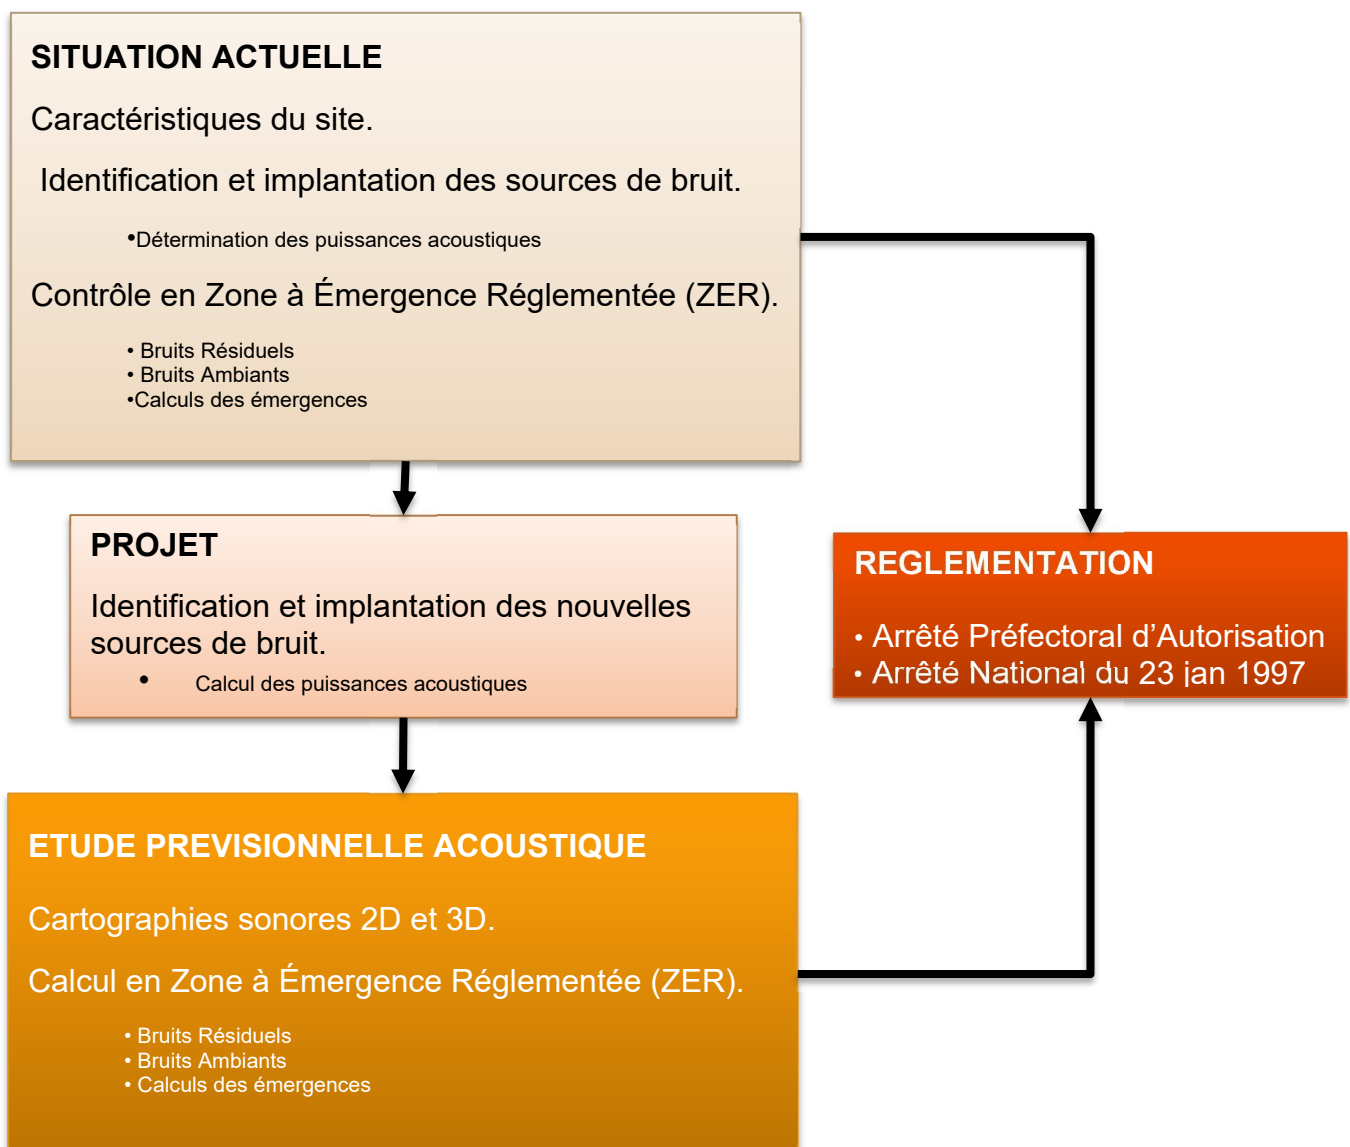 SITUATION ACTUELLE
Caractéristiques du site.
Identification et implantation des sources de bruit.
•Détermination des puissances acoustiques
Contrôle en Zone à Émergence Réglementée (ZER).
• Bruits Résiduels
• Bruits Ambiants
•Calculs des émergences
PROJET
Identification et implantation des nouvelles
sources de bruit.
• Calcul des puissances acoustiques
REGLEMENTATION
• Arrêté Préfectoral d’Autorisation
• Arrêté National du 23 jan 1997
ETUDE PREVISIONNELLE ACOUSTIQUE
Cartographies sonores 2D et 3D.
Calcul en Zone à Émergence Réglementée (ZER).
• Bruits Résiduels
• Bruits Ambiants
• Calculs des émergences